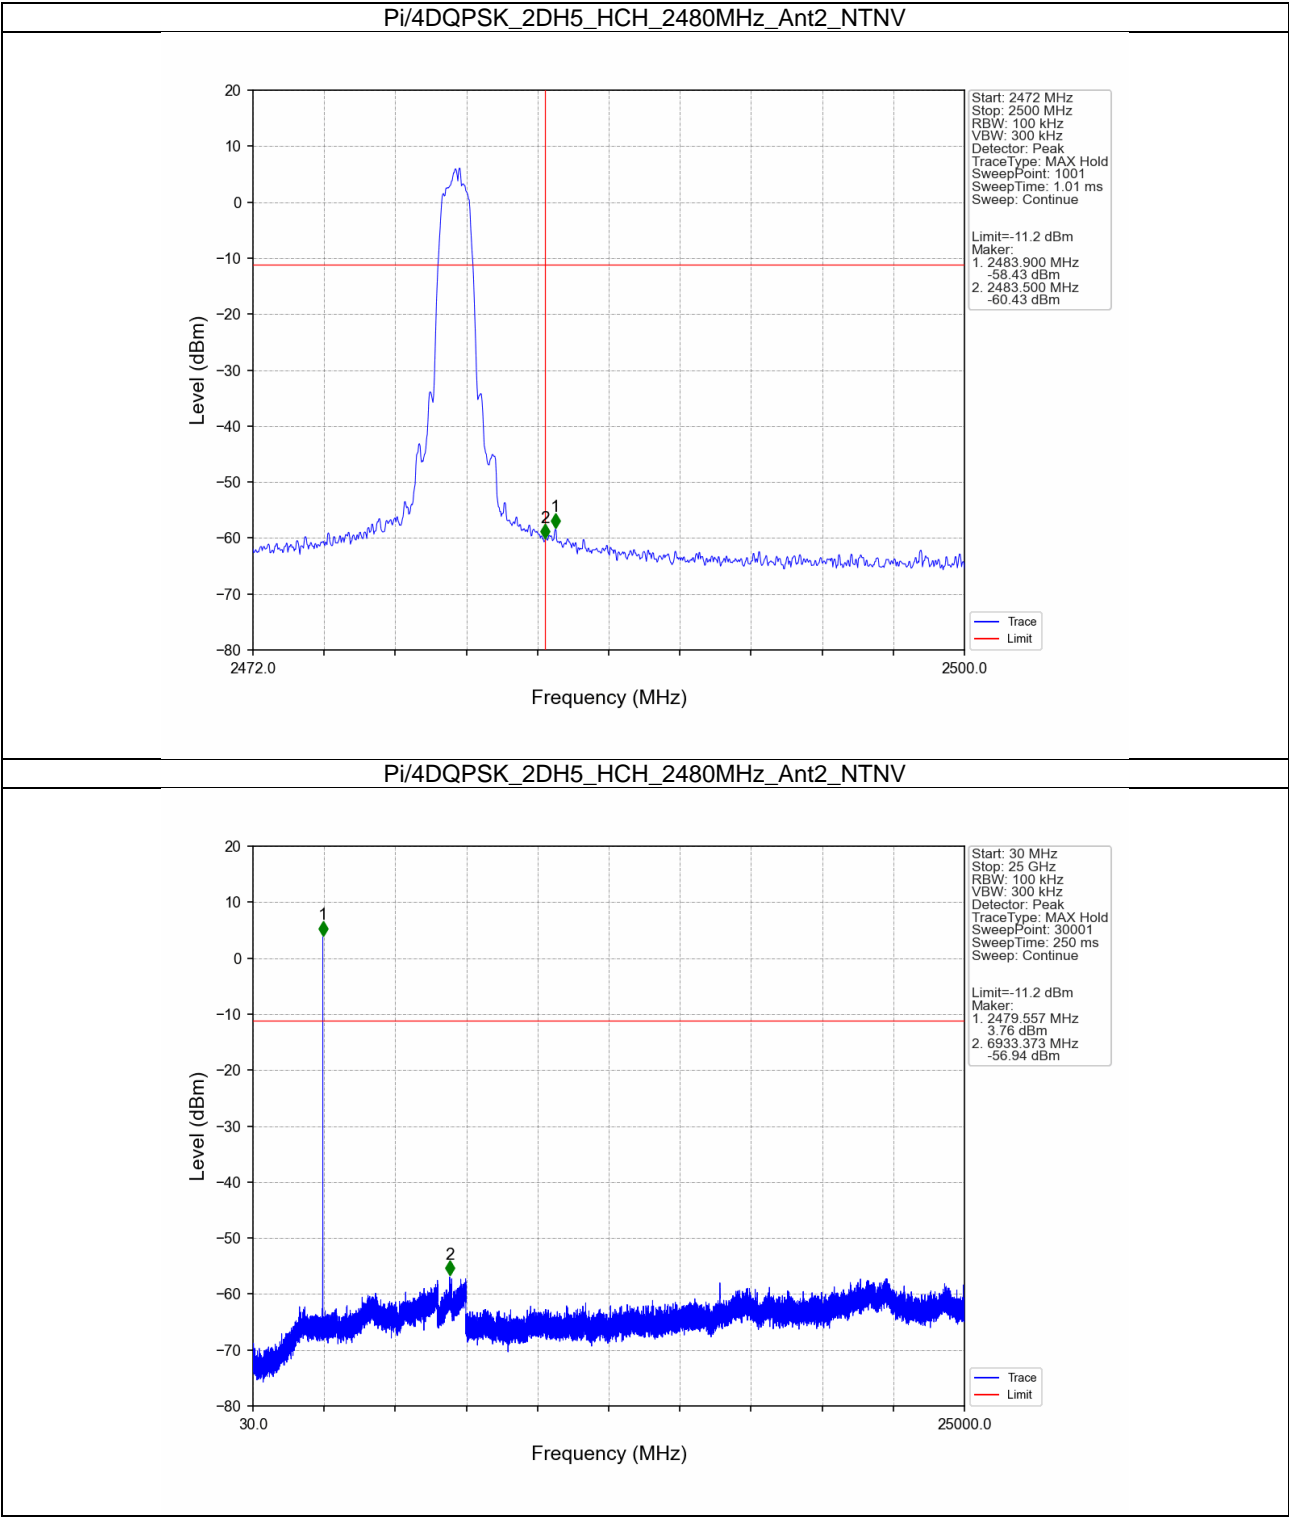 Pi/4DQPSK_2DH5_HCH_2480MHz_Ant2_NTNV
20
10
0
−10
−20
−30
−40
−50
−60
−70
−80
Level (dBm)
1
2
2472.0
2500.0
Frequency (MHz)
Start: 2472 MHz
Stop: 2500 MHz
RBW: 100 kHz
VBW: 300 kHz
Detector: Peak
TraceType: MAX Hold
SweepPoint: 1001
SweepTime: 1.01 ms
Sweep: Continue
Limit=-11.2 dBm
Maker:
1. 2483.900 MHz
-58.43 dBm
2. 2483.500 MHz
-60.43 dBm
Trace
Limit
Pi/4DQPSK_2DH5_HCH_2480MHz_Ant2_NTNV
20
10
0
−10
−20
−30
−40
−50
−60
−70
−80
Level (dBm)
1
2
30.0
25000.0
Frequency (MHz)
Start: 30 MHz
Stop: 25 GHz
RBW: 100 kHz
VBW: 300 kHz
Detector: Peak
TraceType: MAX Hold
SweepPoint: 30001
SweepTime: 250 ms
Sweep: Continue
Limit=-11.2 dBm
Maker:
1. 2479.557 MHz
3.76 dBm
2. 6933.373 MHz
-56.94 dBm
Trace
Limit